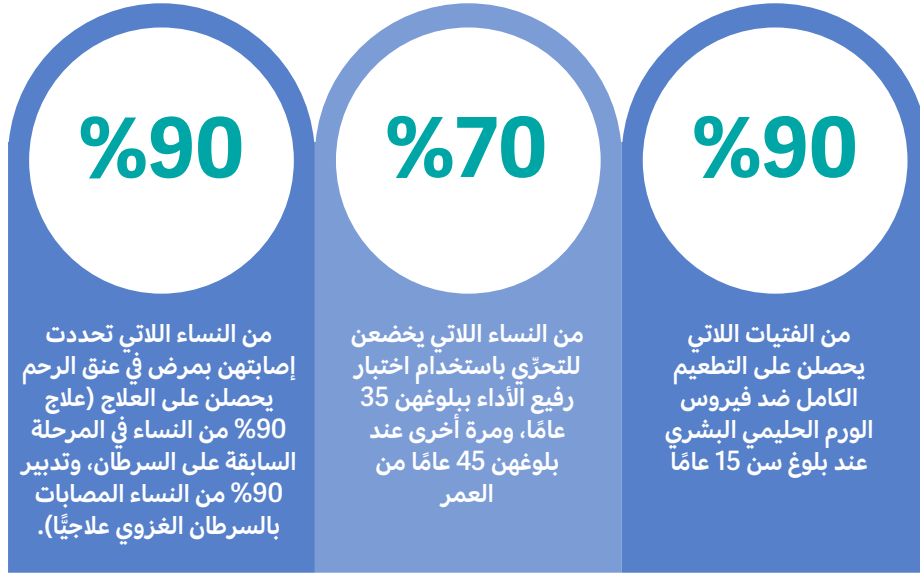 %90
من الفتيات اللاتي
يحصلن على التطعيم
الكامل ضد فيروس
الورم الحليمي البشري
عند بلوغ سن 15 عامًا
%70
من النساء اللاتي يخضعن
للتحرِّي باستخدام اختبار
رفيع الأداء ببلوغهن 35
عامًا، ومرة أخرى عند
بلوغهن 45 عامًا من
العمر
%90
من النساء اللاتي تحددت
إصابتهن بمرض في عنق الرحم
يحصلن على العلاج (علاج
90% من النساء في المرحلة
السابقة على السرطان، وتدبير
90% من النساء المصابات
بالسرطان الغزوي علاجيًّا).